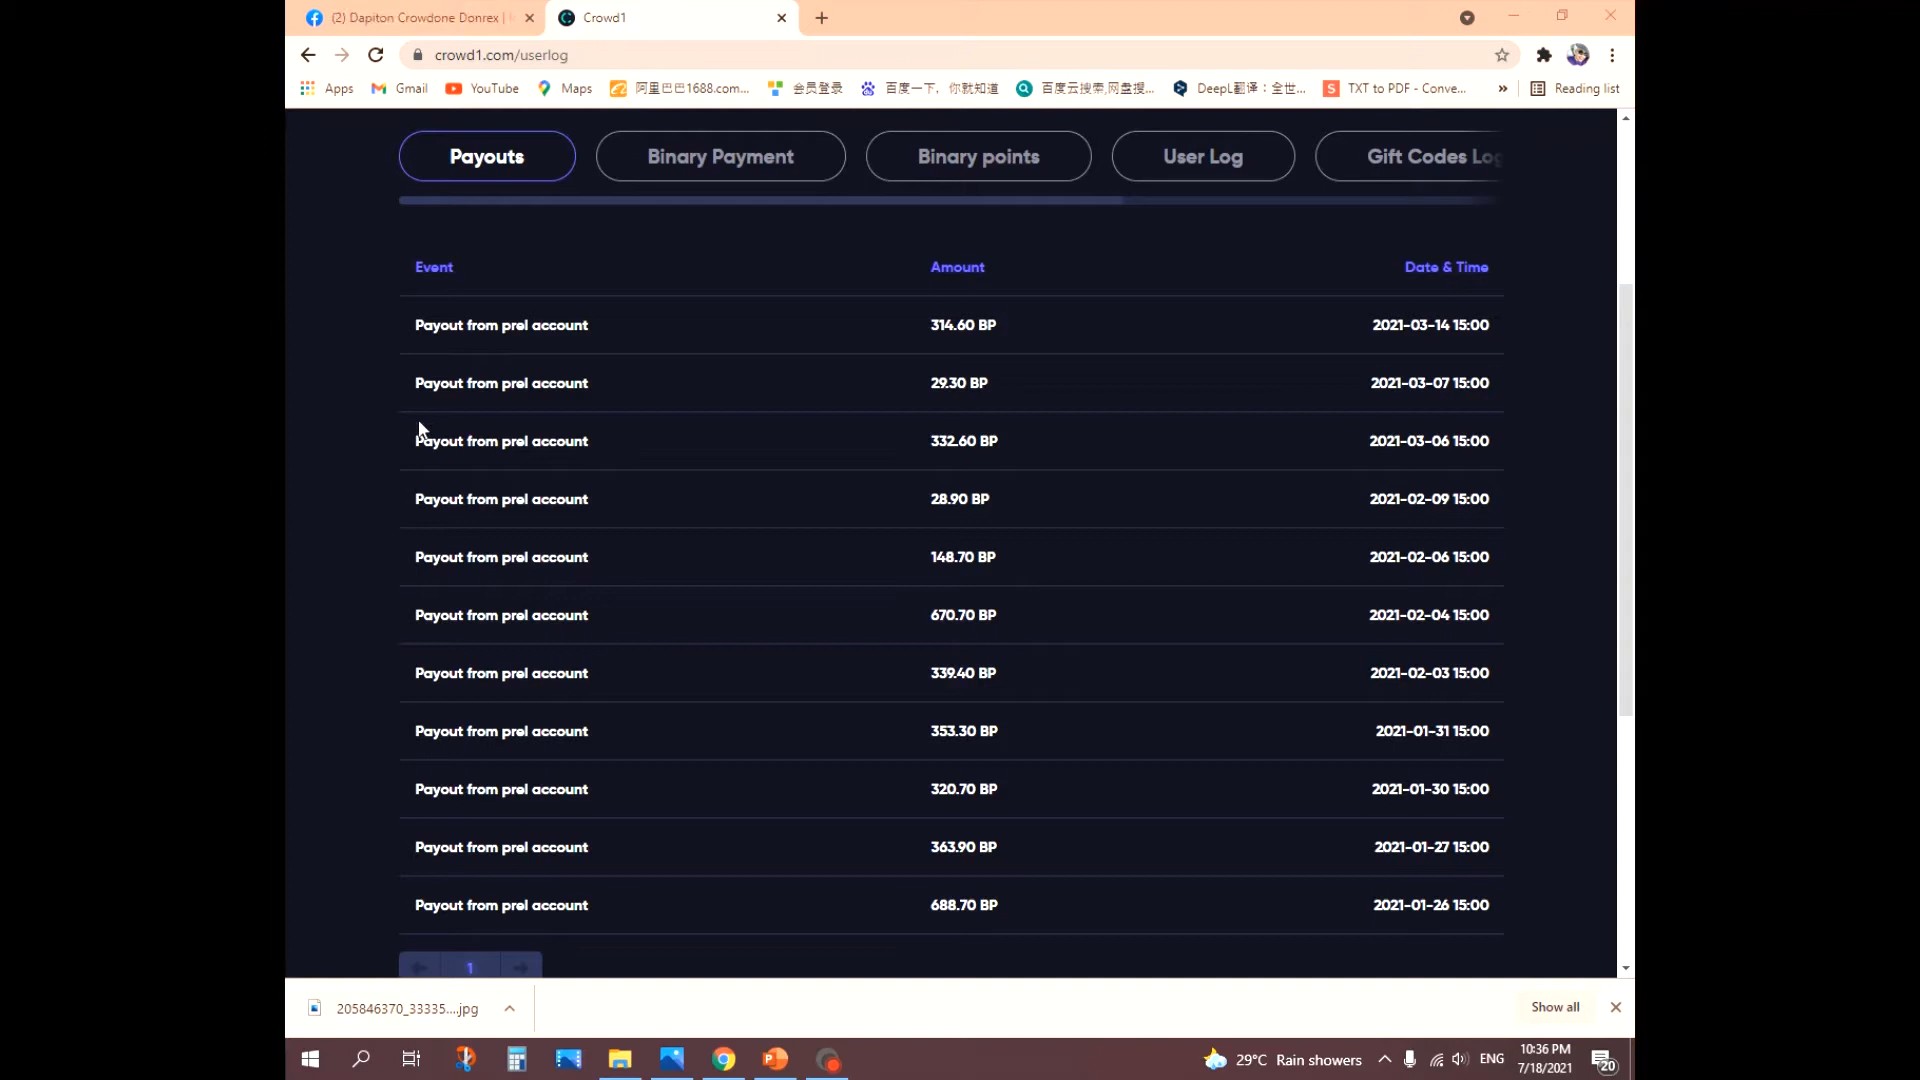 (2) Dapiton Crowdone Donrex |
Crowd1
crowd1.com/userlog
Apps Gmail YouTube Maps 阿里巴巴1688.com... 会员登录 百度一下，你就知道 百度云搜索,网盘搜... DeepL翻译：全世... TXT to PDF - Conve... » Reading list
Payouts Binary Payment Binary points User Log Gift Codes Log
Event Amount Date & Time
Payout from prel account 314.60 BP 2021-03-14 15:00
Payout from prel account 29.30 BP 2021-03-07 15:00
Payout from prel account 332.60 BP 2021-03-06 15:00
Payout from prel account 28.90 BP 2021-02-09 15:00
Payout from prel account 148.70 BP 2021-02-06 15:00
Payout from prel account 670.70 BP 2021-02-04 15:00
Payout from prel account 339.40 BP 2021-02-03 15:00
Payout from prel account 353.30 BP 2021-01-31 15:00
Payout from prel account 320.70 BP 2021-01-30 15:00
Payout from prel account 363.90 BP 2021-01-27 15:00
Payout from prel account 688.70 BP 2021-01-26 15:00
1
205846370_33335....jpg Show all
29°C Rain showers ENG 10:36 PM
7/18/2021 20